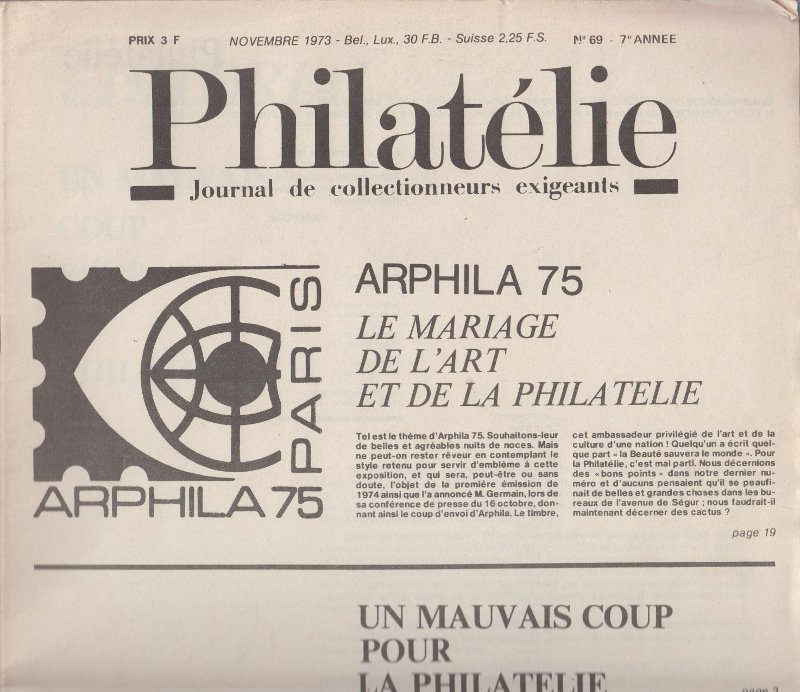 PRIX 3 F NOVEMBRE 1973 - Bel., Lux., 30 F.B. - Suisse 2,25 F.S. Nº 69 - 7e ANNEE
Philatélie
Journal de collectionneurs exigeants
PARIS
ARPHILA 75
ARPHILA 75
LE MARIAGE
DE L'ART
ET DE LA PHILATELIE
Tel est le thème d'Arphila 75. Souhaitons-leur
de belles et agréables nuits de noces. Mais
ne peut-on rester rêveur en contemplant le
style retenu pour servir d'emblème à cette
exposition, et qui sera, peut-être ou sans
doute, l'objet de la première émission de
1974 ainsi que l'a annoncé M. Germain, lors de
sa conférence de presse du 16 octobre, don-
nant ainsi le coup d'envoi d'Arphila. Le timbre,
cet ambassadeur privilégié de l'art et de la
culture d'une nation ! Quelqu'un a écrit quel-
que part « la Beauté sauvera le monde ». Pour
la Philatélie, c'est mal parti. Nous décernions
des « bons points » dans notre dernier nu-
méro et d'aucuns pensaient qu'il se peaufi-
nait de belles et grandes choses dans les bu-
reaux de l'avenue de Ségur ; nous faudrait-il
maintenant décerner des cactus ?
page 19
UN MAUVAIS COUP
POUR
LA PHILATELIE
page 3